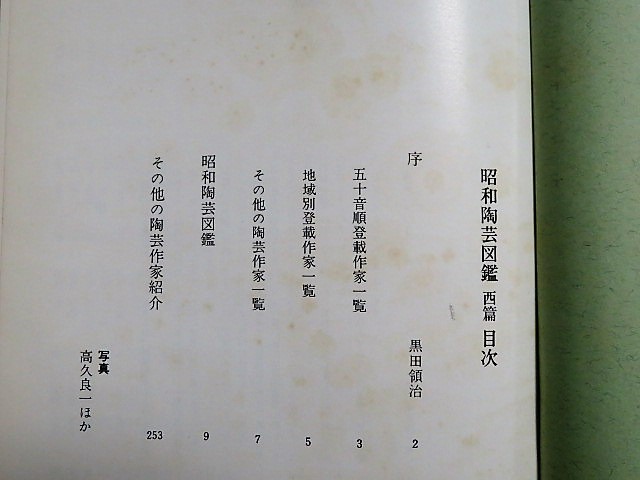 昭和陶芸図鑑 西篇 目次
序 黒田領治 2
五十音順登載作家一覧 3
地域別登載作家一覧 5
その他の陶芸作家一覧 7
昭和陶芸図鑑 9
その他の陶芸作家紹介 253
写真
高久良一ほか